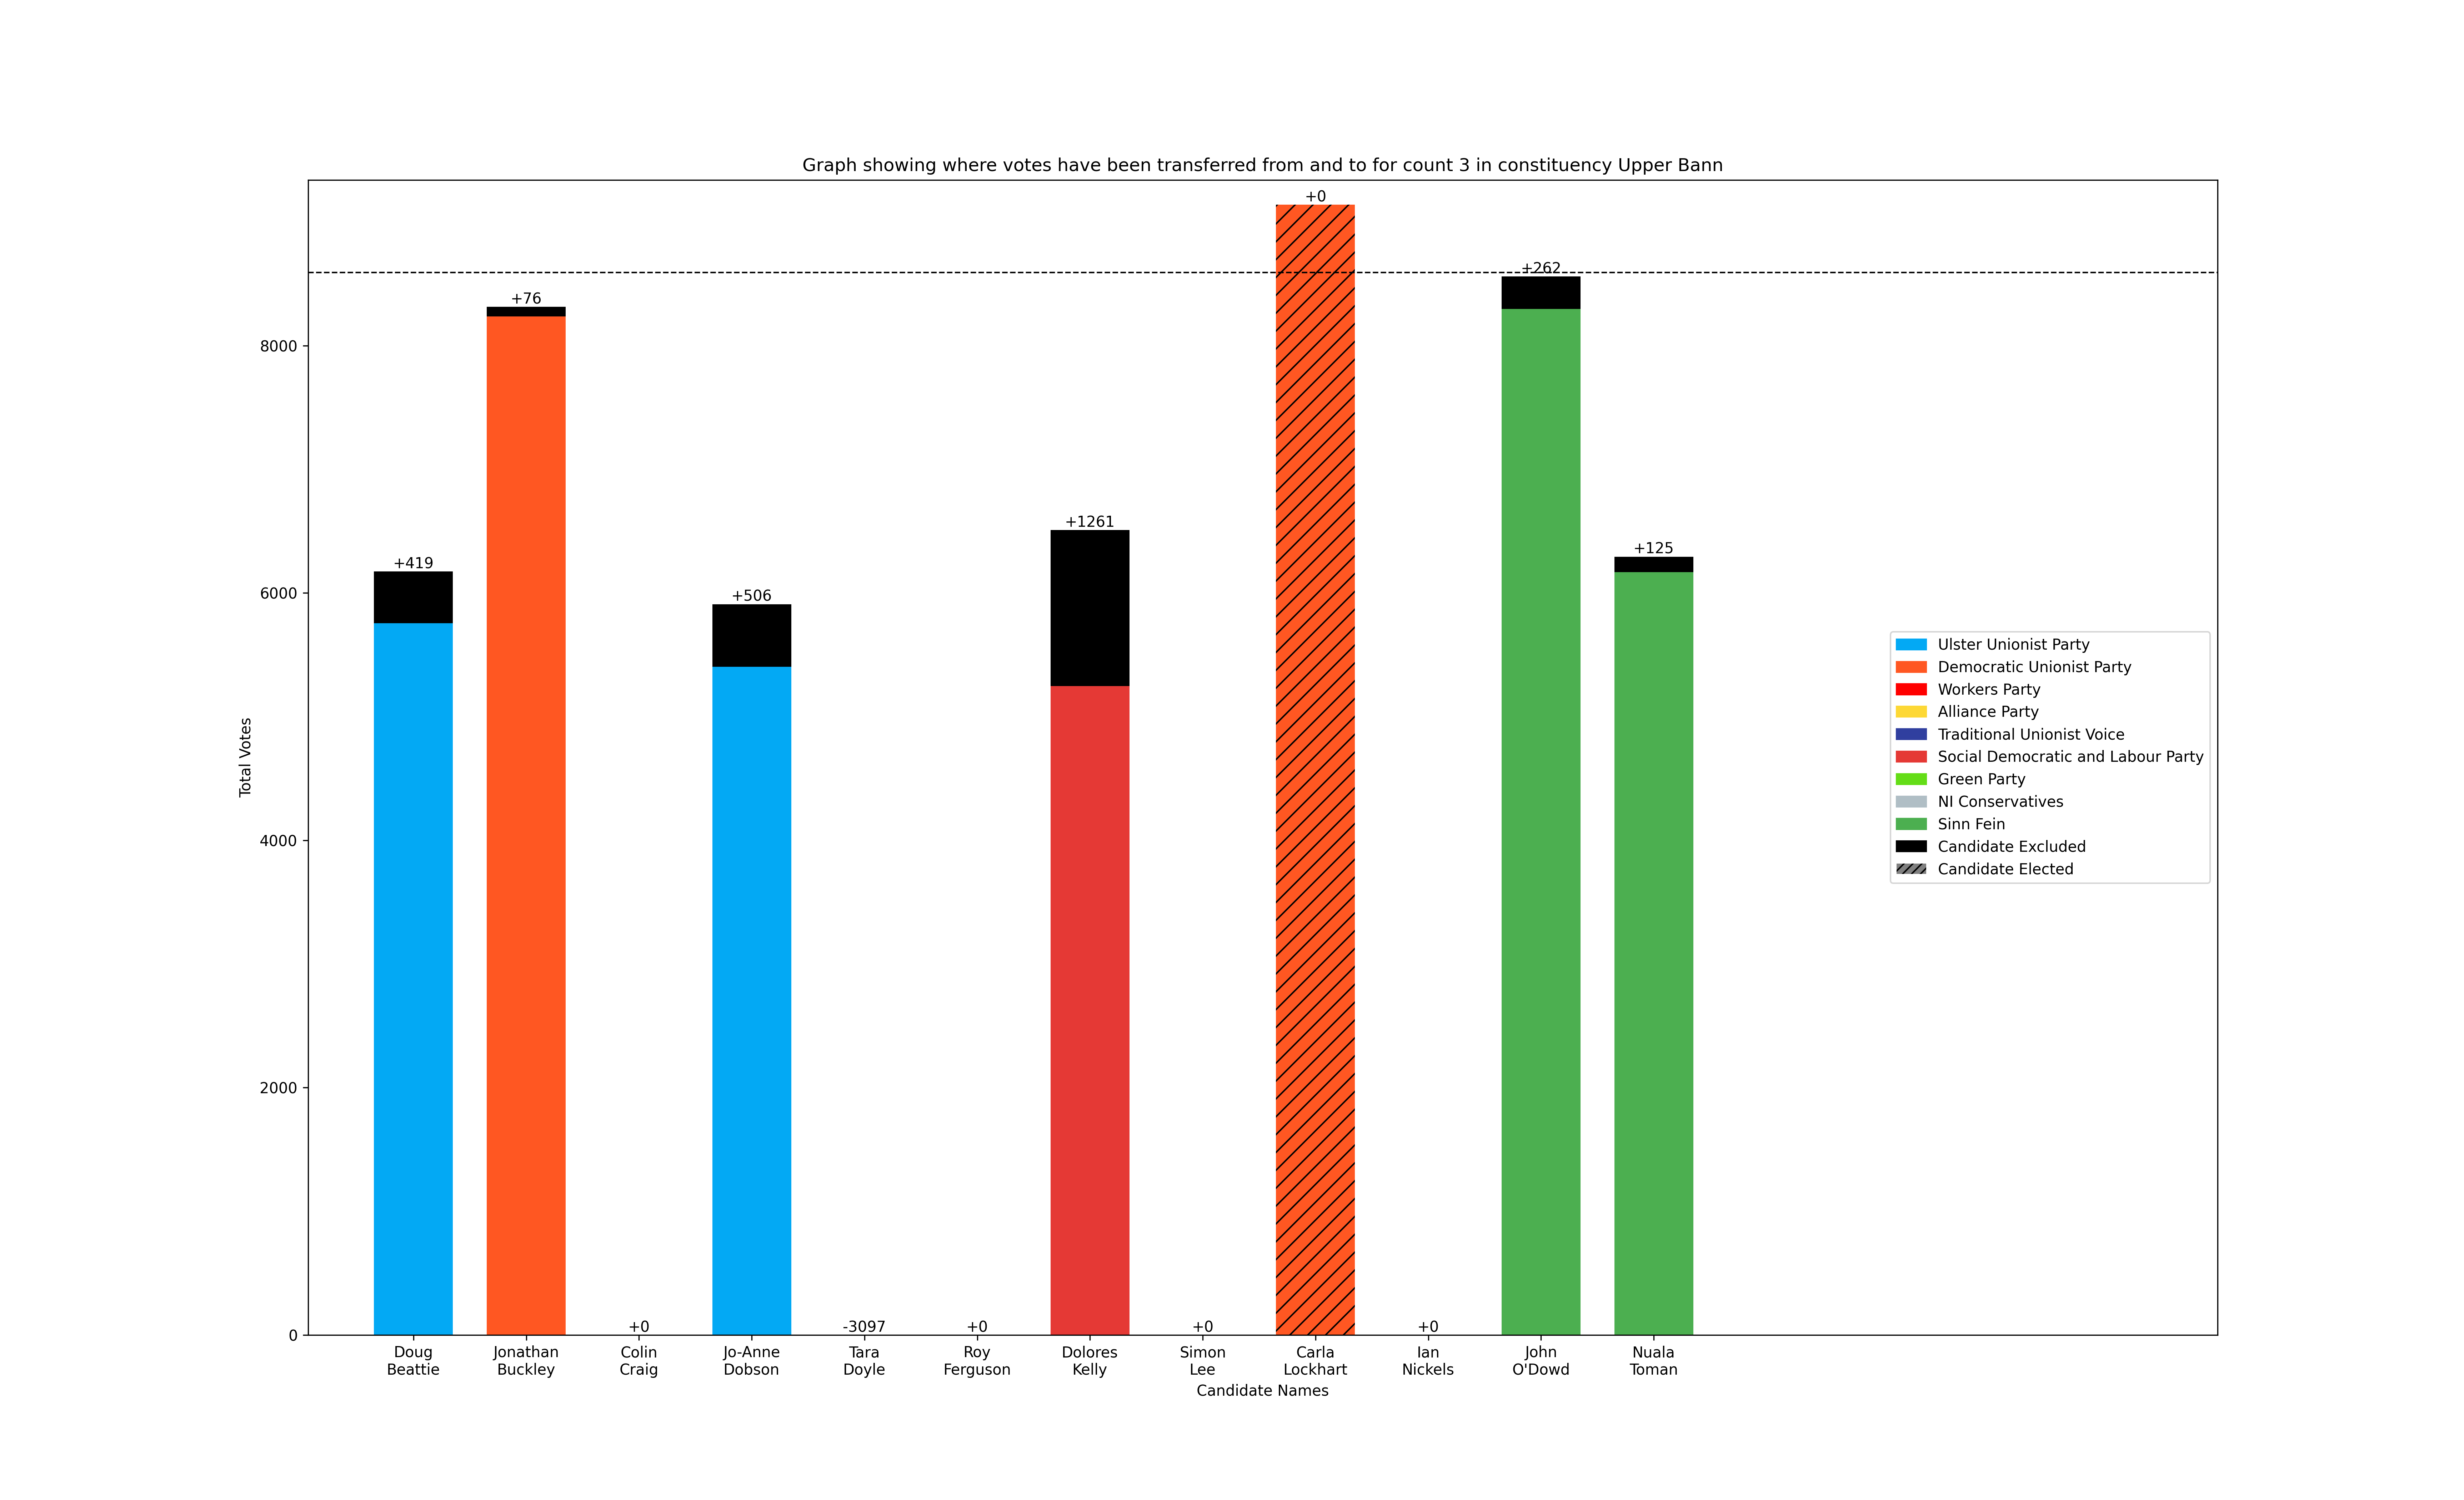 Graph showing where votes have been transferred from and to for count 3 in constituency Upper Bann
Total Votes
8000
6000
4000
2000
0
+419
+76
+0
+506
-3097
+0
+1261
+0
+0
+0
+262
+125
Doug
Beattie
Jonathan
Buckley
Colin
Craig
Jo-Anne
Dobson
Tara
Doyle
Roy
Ferguson
Dolores
Kelly
Simon
Lee
Carla
Lockhart
Ian
Nickels
John
O'Dowd
Nuala
Toman
Candidate Names
Ulster Unionist Party
Democratic Unionist Party
Workers Party
Alliance Party
Traditional Unionist Voice
Social Democratic and Labour Party
Green Party
NI Conservatives
Sinn Fein
Candidate Excluded
Candidate Elected